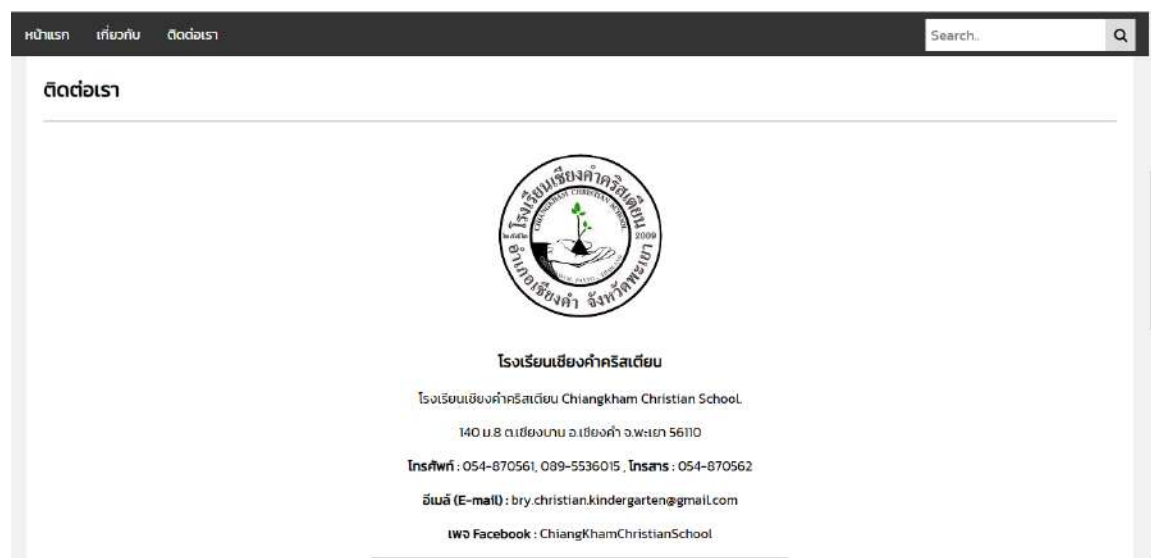 หน้าแรก เกี่ยวกับ ติดต่อเรา Search..
ติดต่อเรา
โรงเรียนเชียงคำคริสเตียน
CHIANGKHAM CHRISTIAN SCHOOL
๒๕๕๒ 2009
อำเภอเชียงคำ จังหวัดพะเยา
โรงเรียนเชียงคำคริสเตียน
โรงเรียนเชียงคำคริสเตียน Chiangkham Christian School.
140 ม.8 ต.เชียงบาน อ.เชียงคำ จ.พะเยา 56110
โทรศัพท์ : 054-870561, 089-5536015 , โทรสาร : 054-870562
อีเมล์ (E-mail) : bry.christian.kindergarten@gmail.com
เพจ Facebook : ChiangKhamChristianSchool